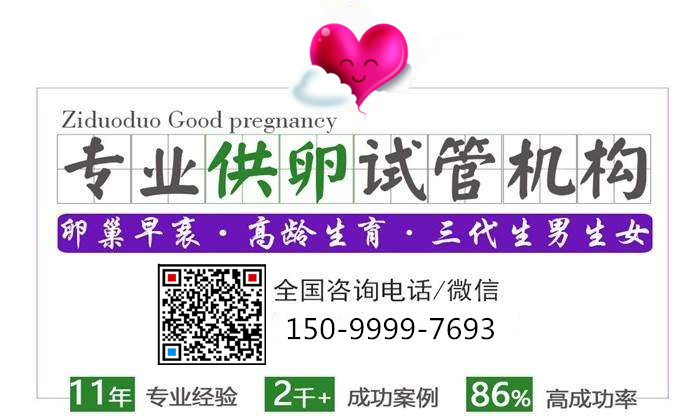 Ziduoduo Good pregnancy
专业供卵试管机构
卵巢早衰·高龄生育·三代生男生女
全国咨询电话/微信
150-9999-7693
11年 专业经验 2千+ 成功案例 86% 高成功率